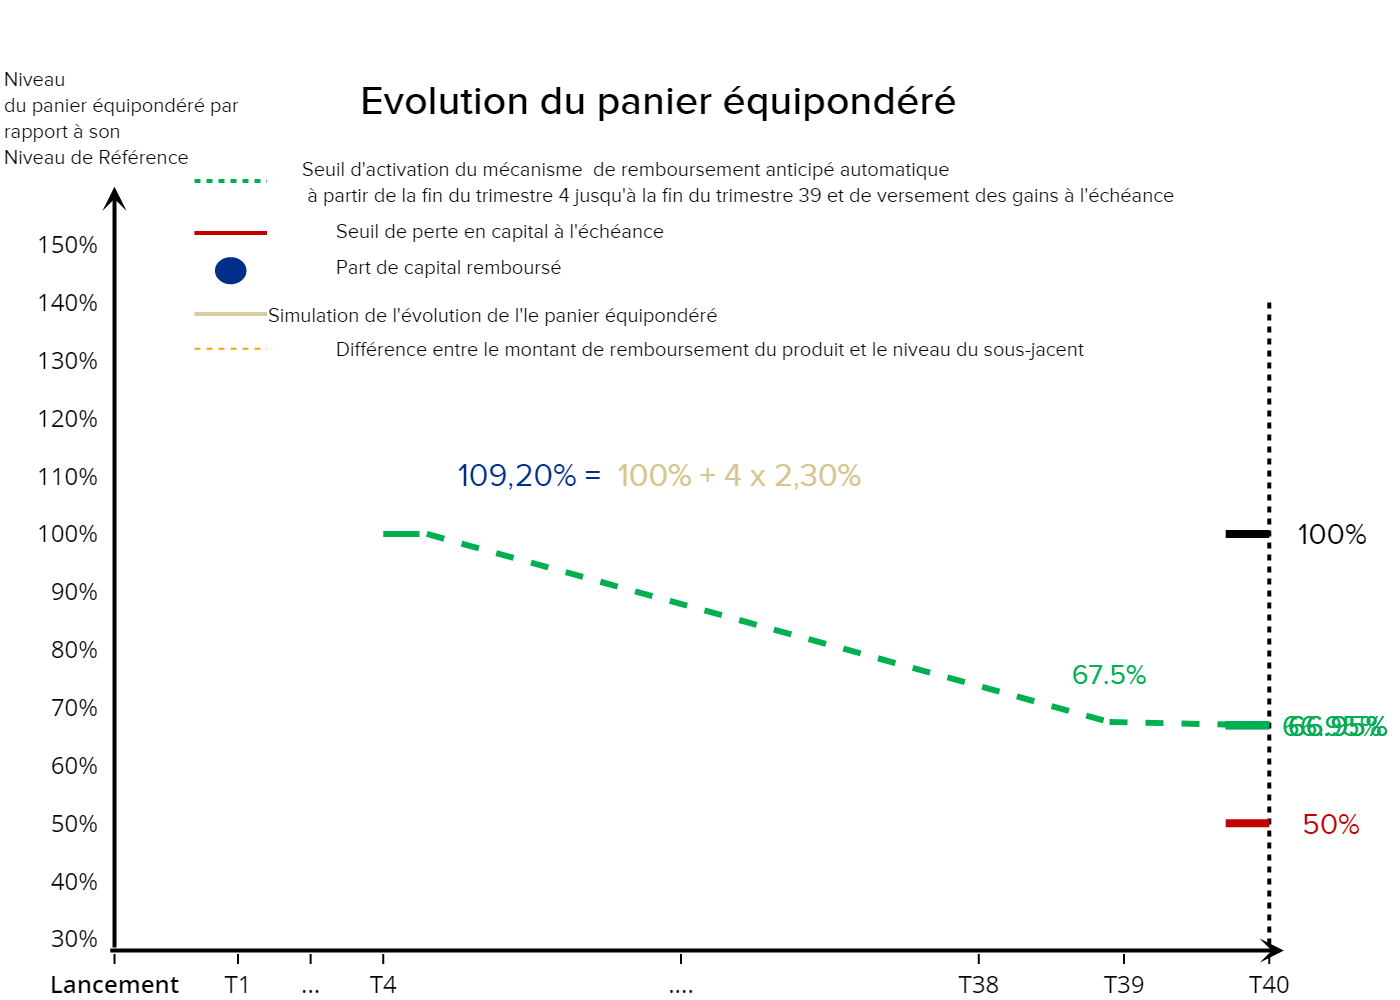 Niveau
du panier équipondéré par
rapport à son
Niveau de Référence
Evolution du panier équipondéré
Seuil d'activation du mécanisme  de remboursement anticipé automatique
à partir de la fin du trimestre 4 jusqu'à la fin du trimestre 39 et de versement des gains à l'échéance
Seuil de perte en capital à l'échéance
Part de capital remboursé
Simulation de l'évolution de l'le panier équipondéré
Différence entre le montant de remboursement du produit et le niveau du sous-jacent
150%
140%
130%
120%
110%
109,20% =  100% + 4 x 2,30%
100%
100%
90%
80%
67.5%
70%
66.95%
66.95%
60%
50%
50%
40%
30%
Lancement T1 ... T4 .... T38 T39 T40